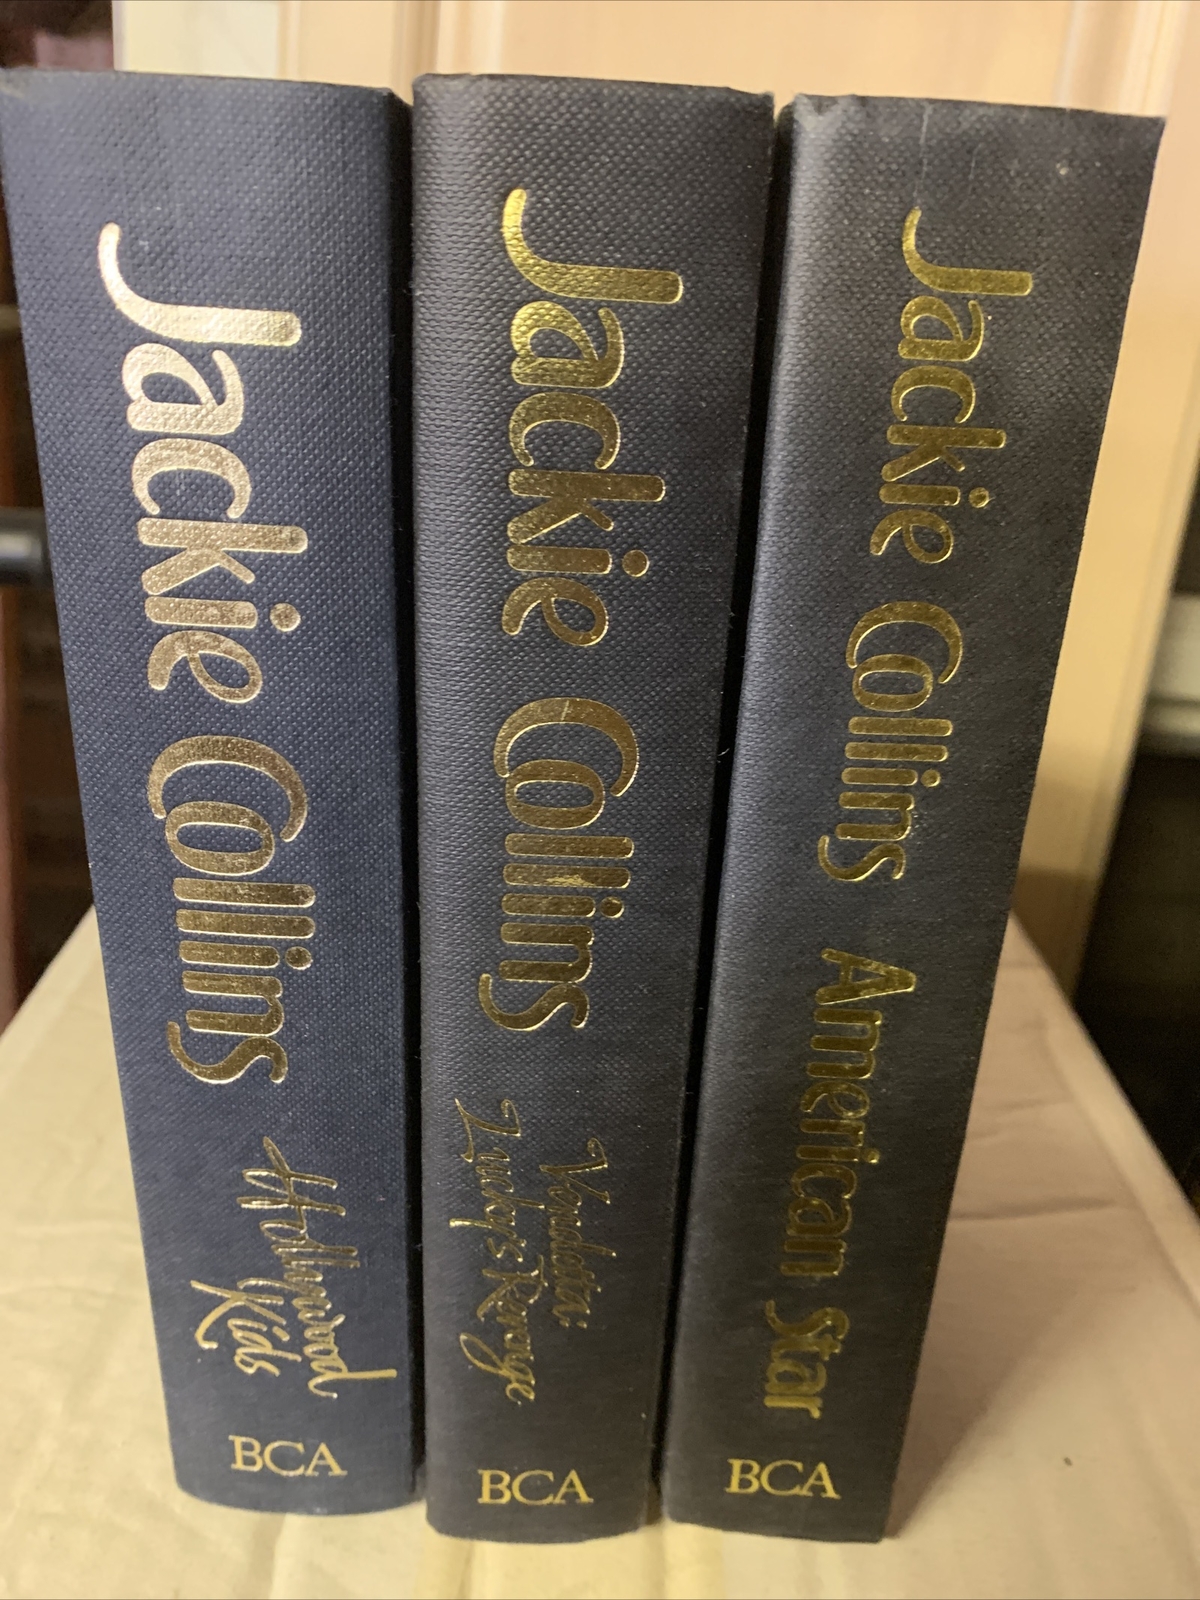 Jackie Collins
Hollywood
Kids
BCA
Jackie Collins
Vendetta:
Lucky's Revenge
BCA
Jackie Collins American Star
BCA